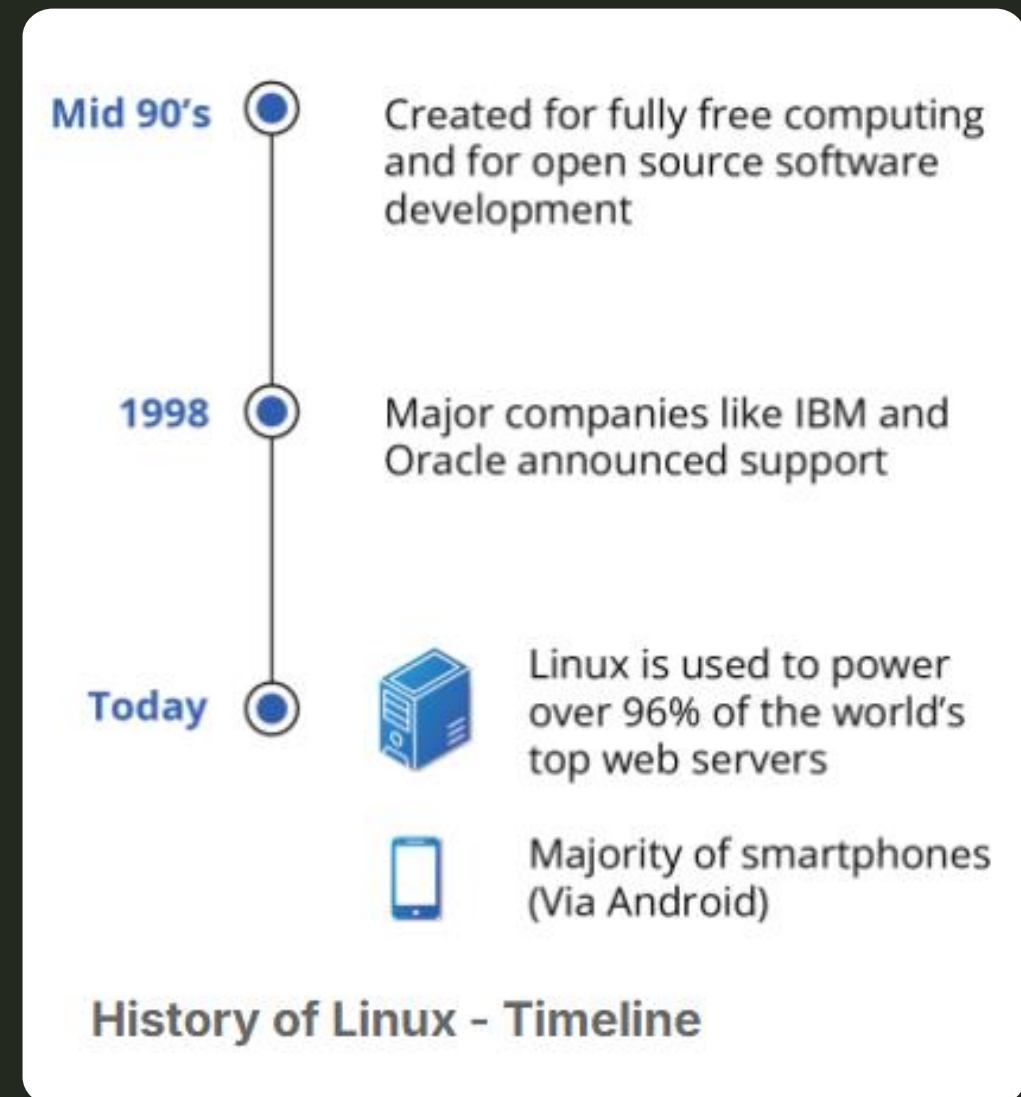 Mid 90's
Created for fully free computing
and for open source software
development
1998
Major companies like IBM and
Oracle announced support
Today
Linux is used to power
over 96% of the world's
top web servers
Majority of smartphones
(Via Android)
History of Linux - Timeline